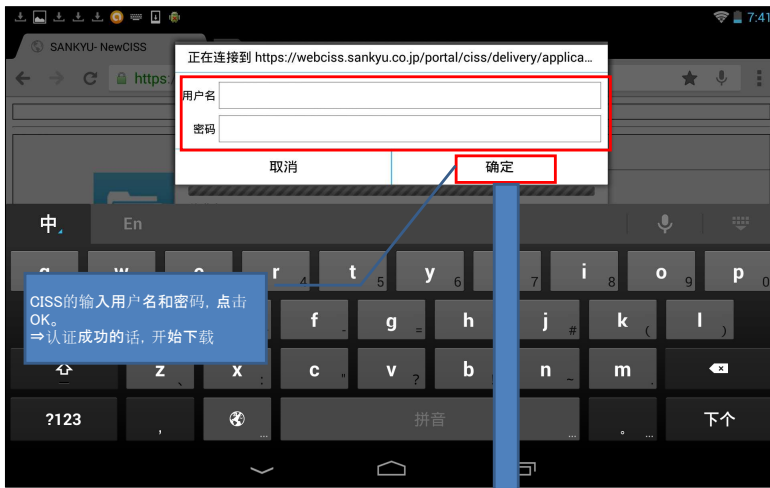 7:41
SANKYU- NewCISS
https
正在连接到 https://webciss.sankyu.co.jp/portal/ciss/delivery/applica...
用户名
密码
取消
确定
中
En
r 4 t 5 y 6 7 i 8 o 9 p 0
CISS的输入用户名和密码, 点击
OK。
⇒认证成功的话, 开始下载
f - g = h j # k ( l )
z 、 x : c " v ? b n _ m .
?123 , 拼音 。 ... 下个